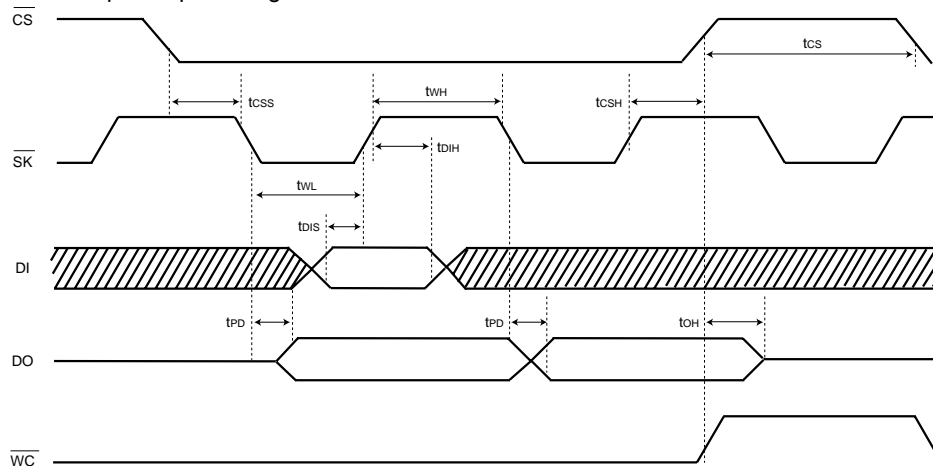 CS
tCS
tCSS
tWH
tCSH
SK
tDIH
tWL
tDIS
DI
tPD
tPD
tOH
DO
WC